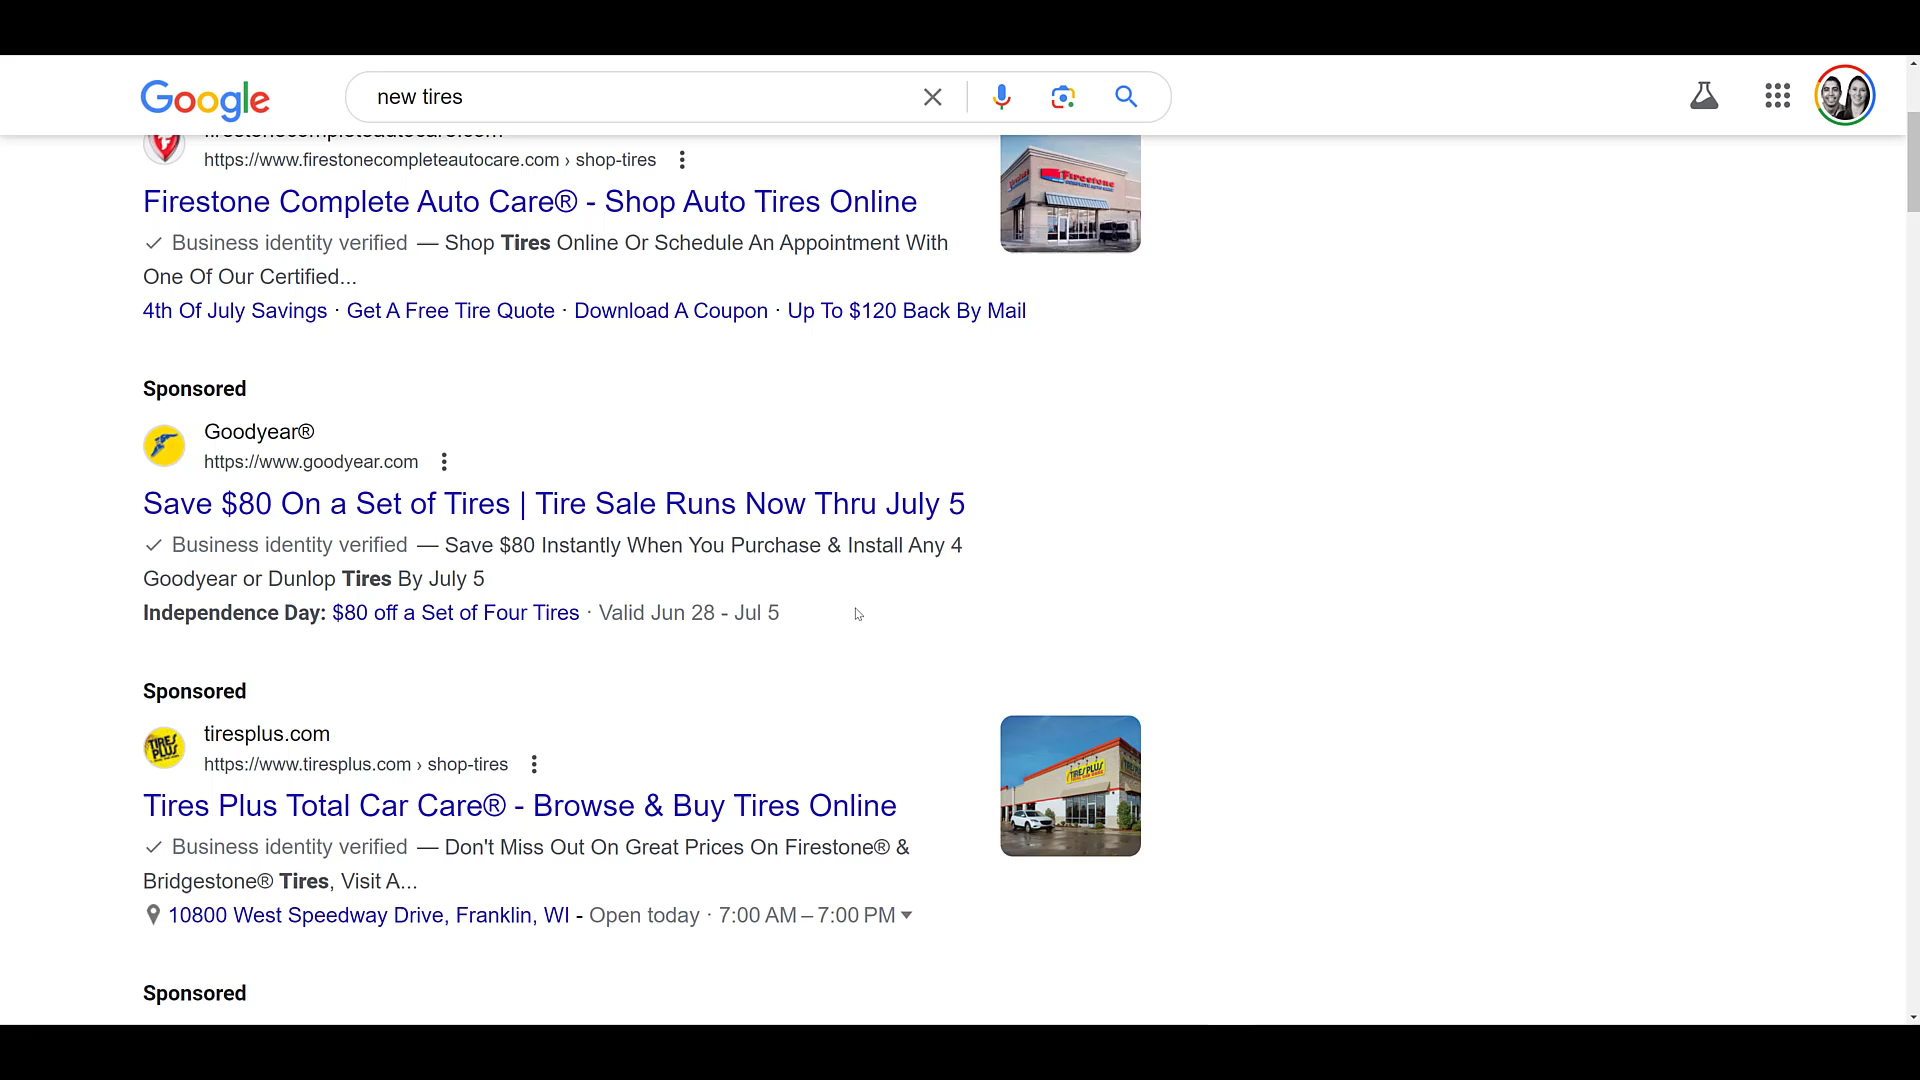 Google
new tires
firestonecompleteautocare.com
https://www.firestonecompleteautocare.com › shop-tires
Firestone Complete Auto Care® - Shop Auto Tires Online
Business identity verified — Shop Tires Online Or Schedule An Appointment With
One Of Our Certified...
4th Of July Savings · Get A Free Tire Quote · Download A Coupon · Up To $120 Back By Mail
Firestone
Sponsored
Goodyear®
https://www.goodyear.com
Save $80 On a Set of Tires | Tire Sale Runs Now Thru July 5
Business identity verified — Save $80 Instantly When You Purchase & Install Any 4
Goodyear or Dunlop Tires By July 5
Independence Day: $80 off a Set of Four Tires · Valid Jun 28 - Jul 5
Sponsored
TIRES PLUS
tiresplus.com
https://www.tiresplus.com › shop-tires
Tires Plus Total Car Care® - Browse & Buy Tires Online
Business identity verified — Don't Miss Out On Great Prices On Firestone® &
Bridgestone® Tires, Visit A...
10800 West Speedway Drive, Franklin, WI - Open today · 7:00 AM – 7:00 PM
TIRES PLUS
Sponsored